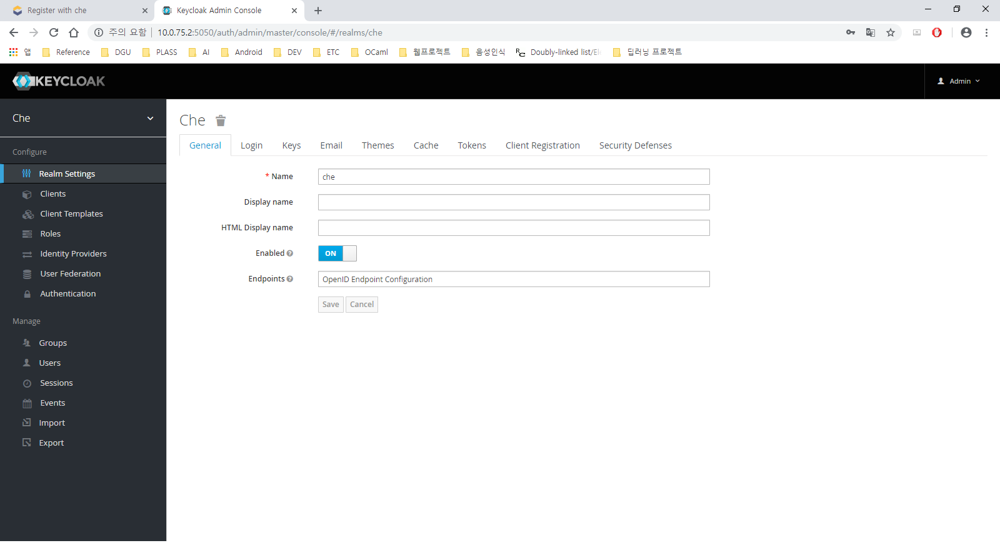 Register with che
Keycloak Admin Console
주의 요함 10.0.75.2:5050/auth/admin/master/console/#/realms/che
앱 Reference DGU PLASS AI Android DEV ETC OCaml 웹프로젝트 음성인식 Doubly-linked list/Ele 딥러닝 프로젝트
KEYCLOAK
Admin
Che
Configure
Realm Settings
Clients
Client Templates
Roles
Identity Providers
User Federation
Authentication
Manage
Groups
Users
Sessions
Events
Import
Export
Che
General Login Keys Email Themes Cache Tokens Client Registration Security Defenses
* Name che
Display name
HTML Display name
Enabled ON
Endpoints OpenID Endpoint Configuration
Save Cancel